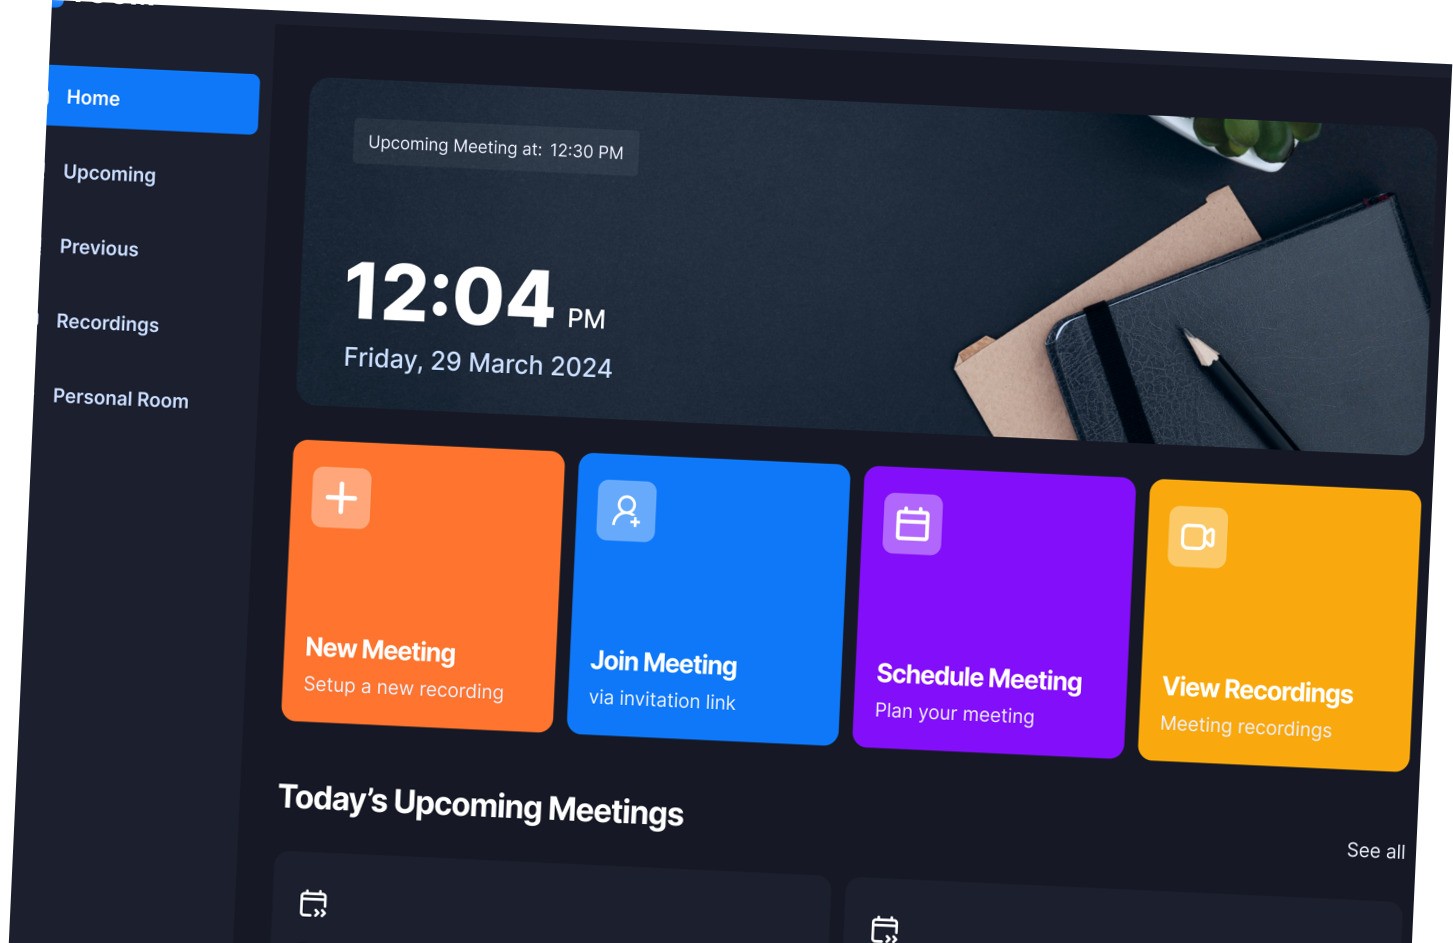 Home
Upcoming
Previous
Recordings
Personal Room
Upcoming Meeting at: 12:30 PM
12:04 PM
Friday, 29 March 2024
New Meeting
Setup a new recording
Join Meeting
via invitation link
Schedule Meeting
Plan your meeting
View Recordings
Meeting recordings
Today's Upcoming Meetings
See all